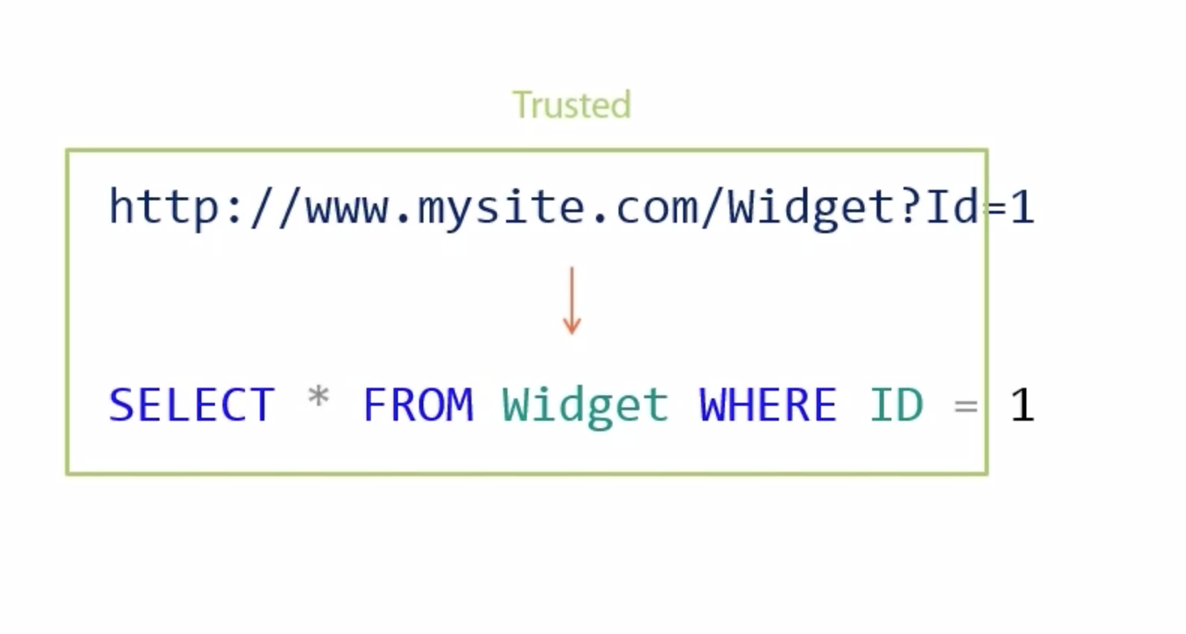 Trusted
http://www.mysite.com/Widget?Id=1
SELECT * FROM Widget WHERE ID = 1